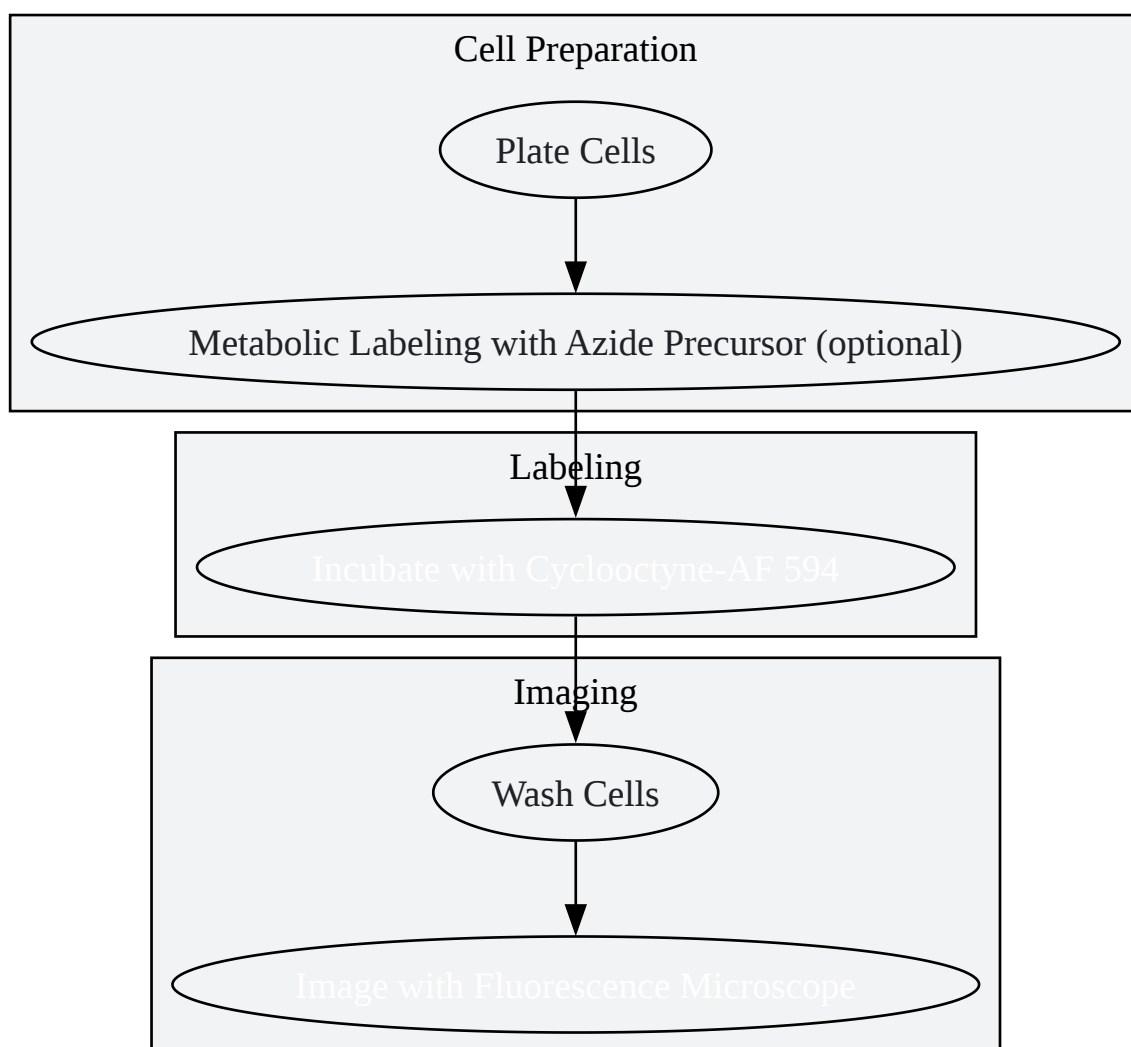 Cell Preparation
Plate Cells
Metabolic Labeling with Azide Precursor (optional)
Labeling
Incubate with Cyclooctyne-AF 594
Imaging
Wash Cells
Image with Fluorescence Microscope